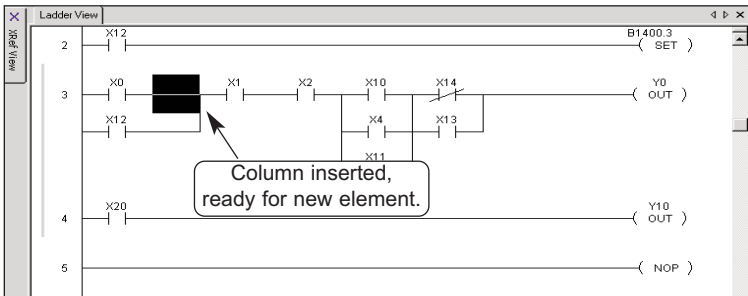 Ladder View
XRef View
X12 B1400.3
2 ( SET )
X0 X1 X2 X10 X14 Y0
3 ( OUT )
X12 X4 X13
X11
Column inserted,
ready for new element.
X20 Y10
4 ( OUT )
5 ( NOP )